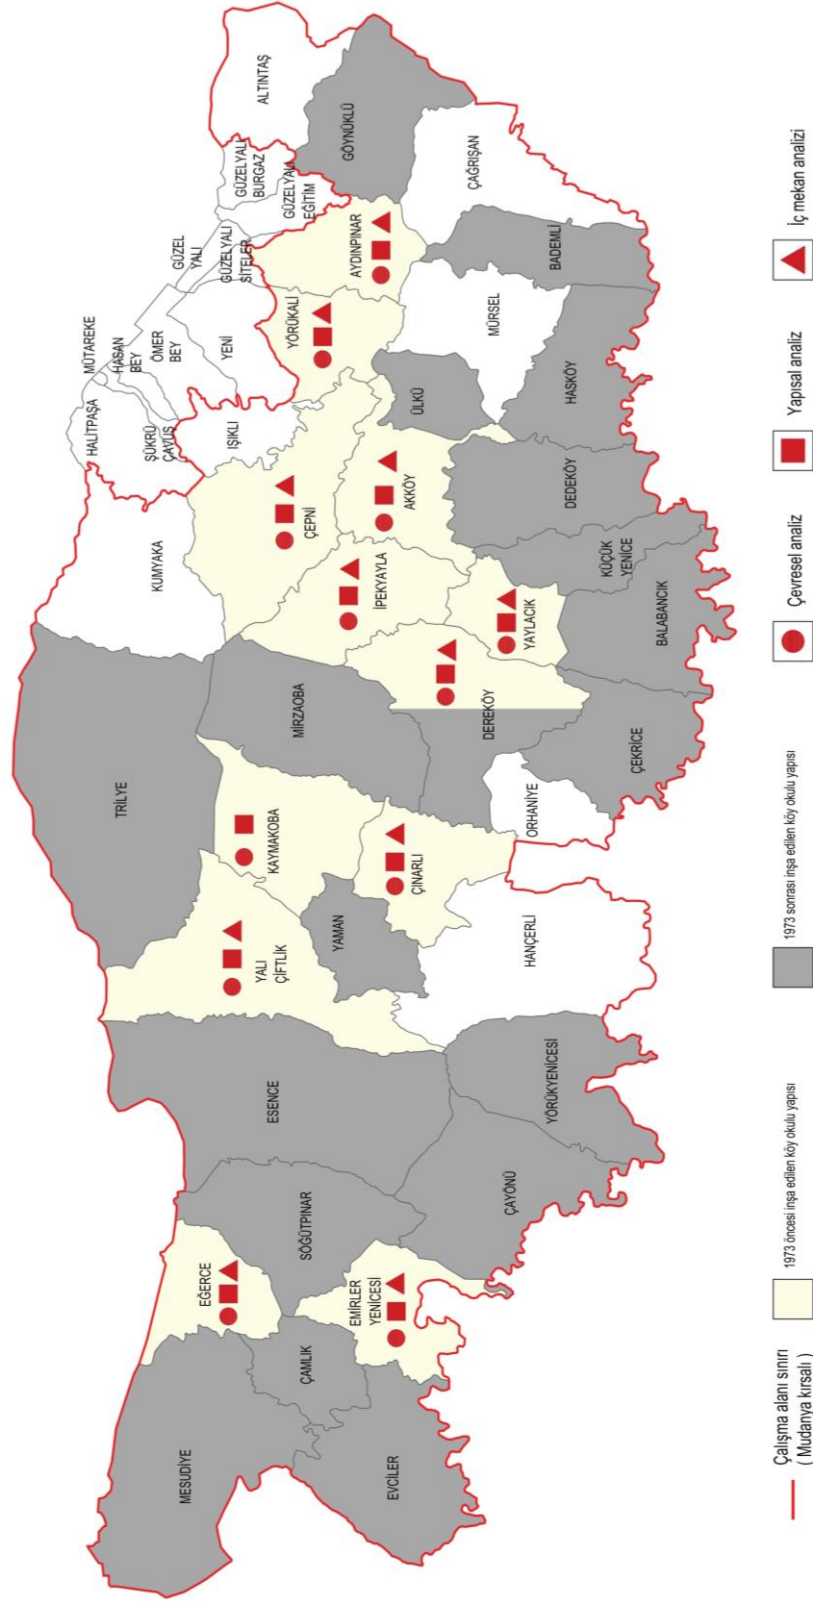 MESUDİYE
EVCİLER
ÇAMLIK
EĞERCE
EMİRLER
YENİCESİ
SÖĞÜTPINAR
ESENCE
ÇAYÖNÜ
YÖRÜKYENİCESİ
YALI
ÇİFTLİK
YAMAN
HANÇERLİ
KAYMAKOBA
ÇINARLI
TRİLYE
MİRZAOBA
ORHANİYE
DEREKÖY
ÇEKRİCE
KUMYAKA
İPEKYAYLA
YAYLACIK
BALABANCIK
KÜÇÜK
YENİCE
ÇEPNİ
AKKÖY
DEDEKÖY
HALİTPAŞA
ŞÜKRÜ
ÇAVUŞ
IŞIKLI
MÜTAREKE
HASAN
BEY
ÖMER
BEY
YENİ
ÜLKÜ
HASKÖY
YÖRÜKALİ
MÜRSEL
GÜZEL
YALI
GÜZELYALI
SİTELER
AYDINPINAR
BADEMLİ
GÜZELYALI
BURGAZ
GÜZELYALI
EĞİTİM
ALTINTAŞ
GÖYNÜKLÜ
ÇAĞRIŞAN
Çalışma alanı sınırı
( Mudanya kırsalı )
1973 öncesi inşa edilen köy okulu yapısı
1973 sonrası inşa edilen köy okulu yapısı
Çevresel analiz
Yapısal analiz
İç mekan analizi